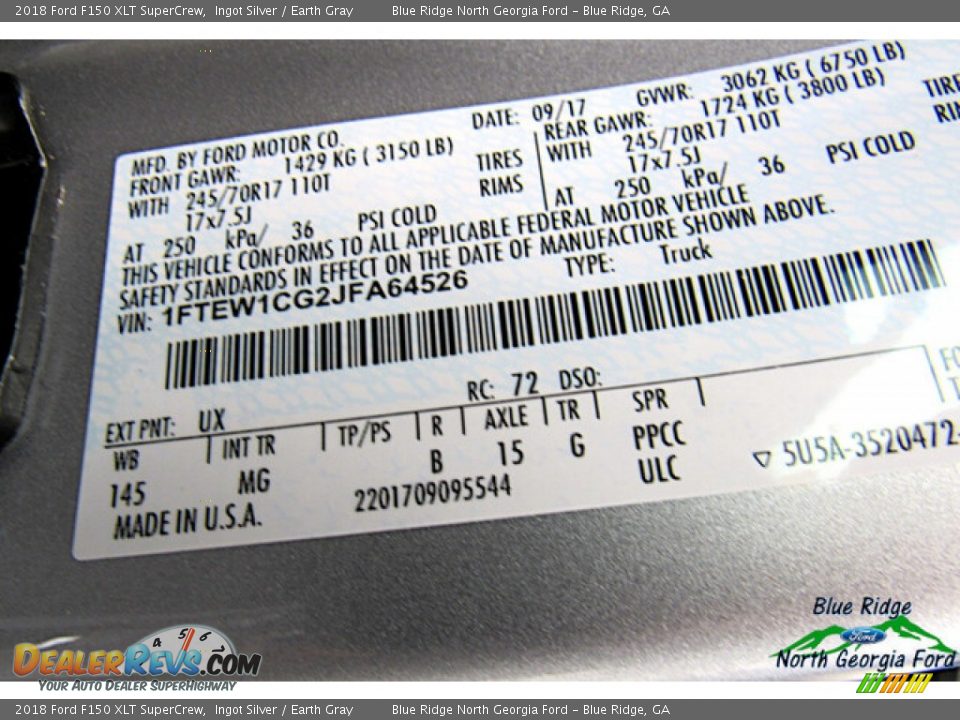 2018 Ford F150 XLT SuperCrew, Ingot Silver / Earth Gray Blue Ridge North Georgia Ford – Blue Ridge, GA
MFD. BY FORD MOTOR CO. DATE: 09/17 GVWR: 3062 KG ( 6750 LB)
FRONT GAWR: 1429 KG ( 3150 LB) REAR GAWR: 1724 KG ( 3800 LB)
WITH 245/70R17 110T TIRES WITH 245/70R17 110T
17x7.5J RIMS 17x7.5J
AT 250 kPa/ 36 PSI COLD AT 250 kPa/ 36 PSI COLD
THIS VEHICLE CONFORMS TO ALL APPLICABLE FEDERAL MOTOR VEHICLE
SAFETY STANDARDS IN EFFECT ON THE DATE OF MANUFACTURE SHOWN ABOVE.
VIN: 1FTEW1CG2JFA64526 TYPE: Truck
EXT PNT: UX RC: 72 DSO:
WB INT TR TP/PS R AXLE TR SPR
145 MG B 15 G PPCC
2201709095544 ULC
MADE IN U.S.A. 5U5A-3520472-
Blue Ridge
Ford
North Georgia Ford
4 5 6
DEALERREVS.COM
YOUR AUTO DEALER SUPERHIGHWAY
2018 Ford F150 XLT SuperCrew, Ingot Silver / Earth Gray Blue Ridge North Georgia Ford – Blue Ridge, GA